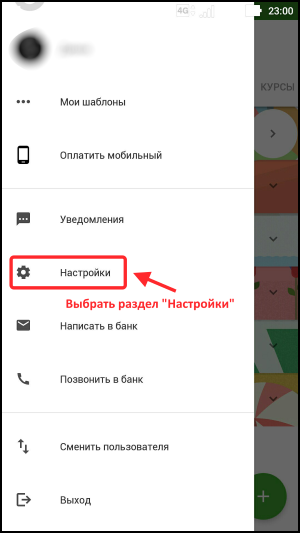 4G 23:00
КУРСЫ
Мои шаблоны
Оплатить мобильный
Уведомления
Настройки
Выбрать раздел "Настройки"
Написать в банк
Позвонить в банк
Сменить пользователя
Выход